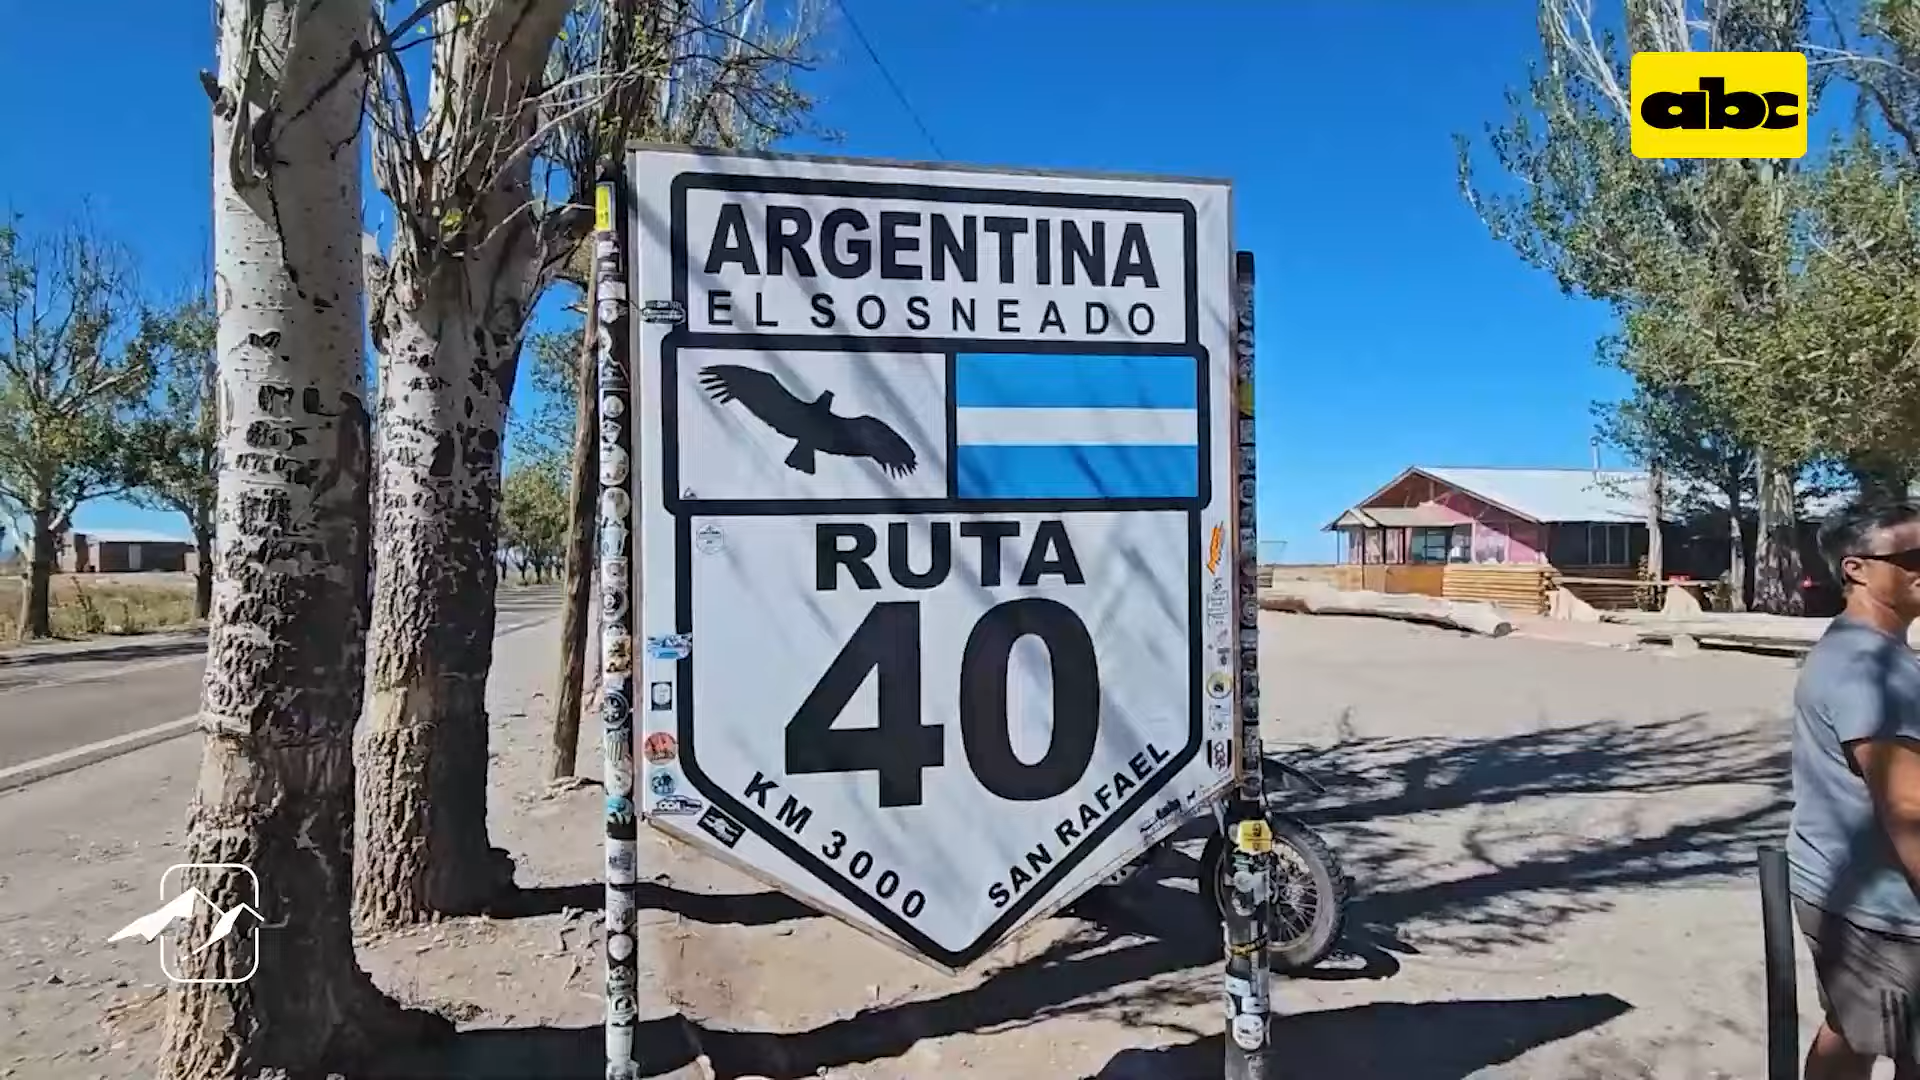 abc
ARGENTINA
EL SOSNEADO
RUTA
40
KM 3000
SAN RAFAEL